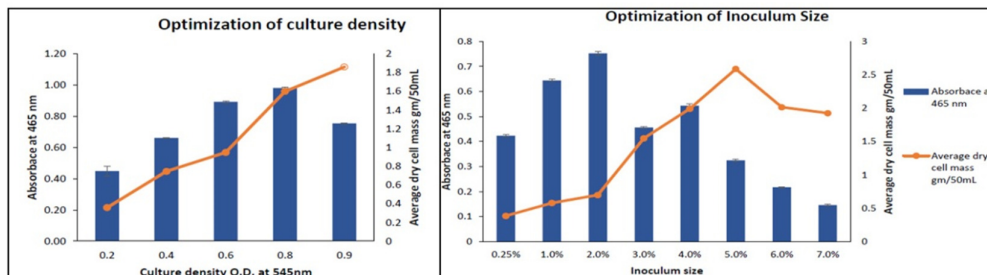 Optimization of culture density
Absorbance at 465 nm
1.20
1.00
0.80
0.60
0.40
0.20
0.00
0.2 0.4 0.6 0.8 0.9
Culture density O.D. at 545nm
2
1.8
1.6
1.4
1.2
1
0.8
0.6
0.4
0.2
0
Average dry cell mass gm/50mL
Optimization of Inoculum Size
Absorbace at 465 nm
0.8
0.7
0.6
0.5
0.4
0.3
0.2
0.1
0
0.25% 1.0% 2.0% 3.0% 4.0% 5.0% 6.0% 7.0%
Inoculum size
3
2.5
2
1.5
1
0.5
0
Average dry cell mass gm/50mL
Absorbace at
465 nm
Average dry
cell mass
gm/50mL